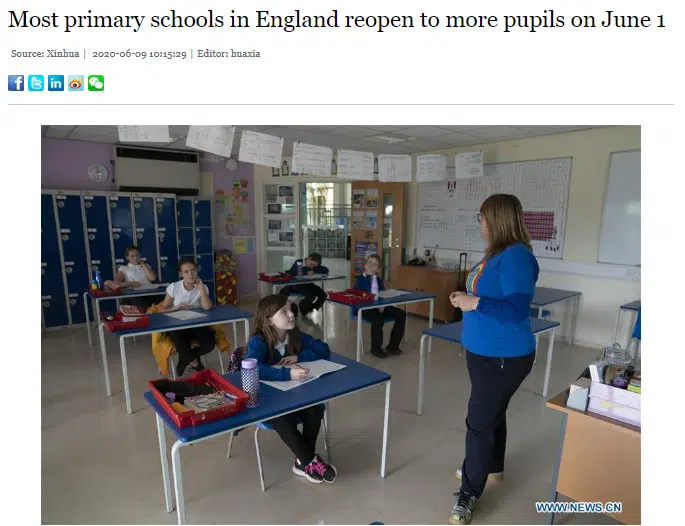 Most primary schools in England reopen to more pupils on June 1
Source: Xinhua | 2020-06-09 10:15:29 | Editor: huaxia
WWW.NEWS.CN